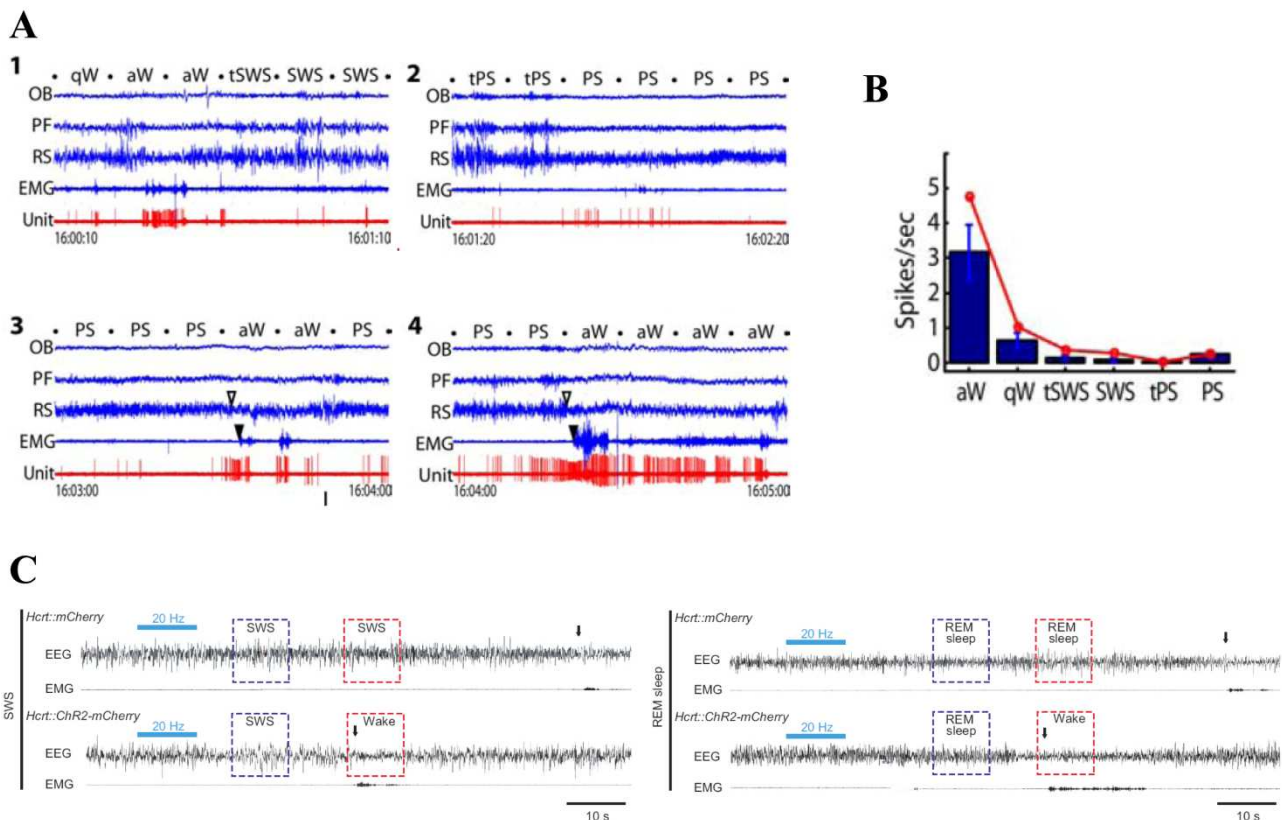 A
1
• qW • aW • aW • tSWS • SWS • SWS •
OB
PF
RS
EMG
Unit
16:00:10 16:01:10
2
• tPS • tPS • PS • PS • PS • PS •
OB
PF
RS
EMG
Unit
16:01:20 16:02:20
3
• PS • PS • PS • aW • aW • PS •
OB
PF
RS
EMG
Unit
16:03:00 16:04:00
4
• PS • PS • aW • aW • aW • aW •
OB
PF
RS
EMG
Unit
16:04:00 16:05:00
B
Spikes/sec
5
4
3
2
1
0
aW qW tSWS SWS tPS PS
C
SWS
Hcrt::mCherry
20 Hz
SWS SWS
EEG
EMG
Hcrt::ChR2-mCherry
20 Hz
SWS Wake
EEG
EMG
10 s
REM sleep
Hcrt::mCherry
20 Hz
REM REM
sleep sleep
EEG
EMG
Hcrt::ChR2-mCherry
20 Hz
REM Wake
sleep
EEG
EMG
10 s